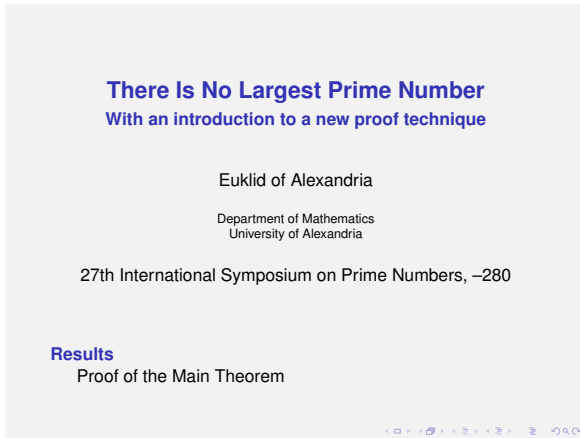 There Is No Largest Prime Number
With an introduction to a new proof technique
Euklid of Alexandria
Department of Mathematics
University of Alexandria
27th International Symposium on Prime Numbers, –280
Results
Proof of the Main Theorem